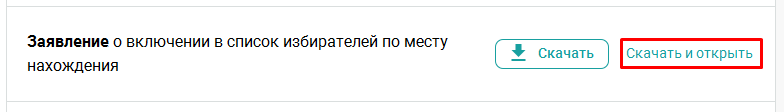 Заявление о включении в список избирателей по месту
нахождения
Скачать
Скачать и открыть